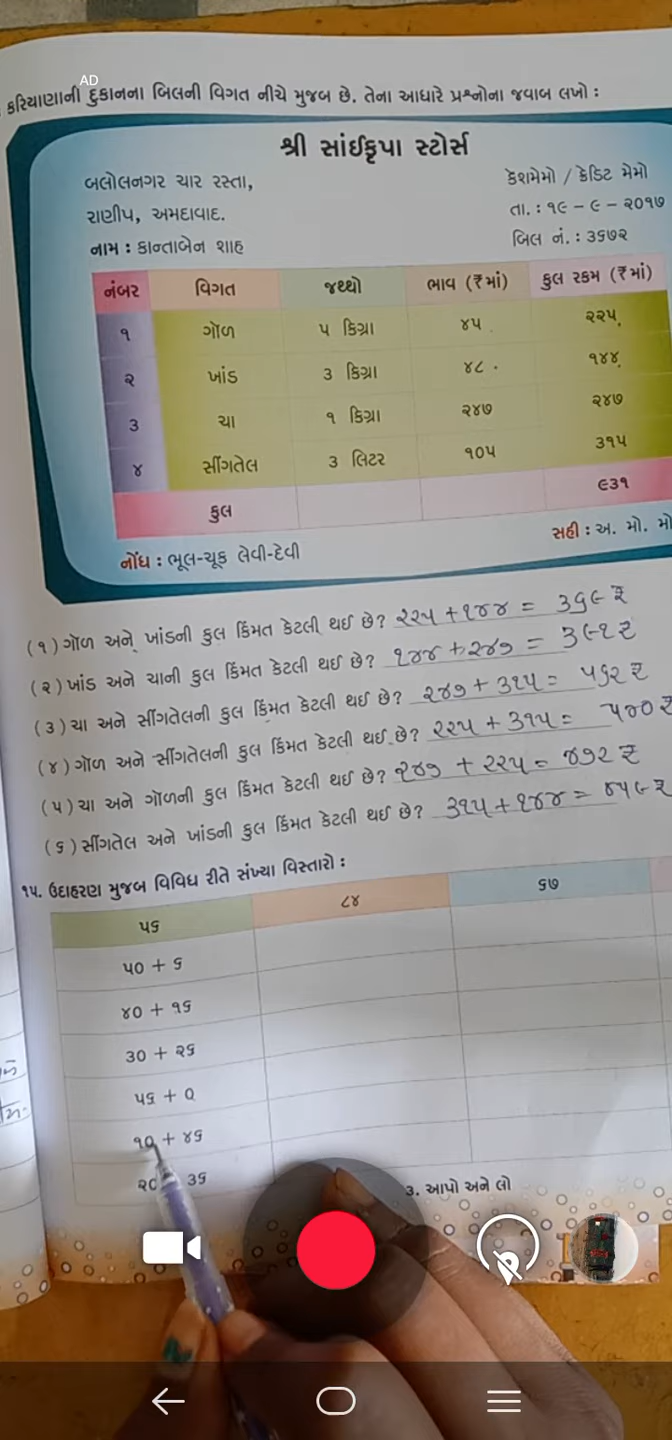 AD
કરિયાણાની દુકાનના બિલની વિગત નીચે મુજબ છે. તેના આધારે પ્રશ્નોના જવાબ લખો :
શ્રી સાંઈકૃપા સ્ટોર્સ
બલોલનગર ચાર રસ્તા, કેશમેમો / ક્રેડિટ મેમો
રાણીપ, અમદાવાદ. તા. : ૧૯ – ૯ – ૨૦૧૭
નામ : કાન્તાબેન શાહ બિલ નં. : ૩૬૭૨
નંબર વિગત જથ્થો ભાવ (₹માં) કુલ રકમ (₹માં)
૧ ગોળ ૫ કિગ્રા ૪૫ ૨૨૫
૨ ખાંડ ૩ કિગ્રા ૪૮ ૧૪૪
૩ ચા ૧ કિગ્રા ૨૪૭ ૨૪૭
૪ સીંગતેલ ૩ લિટર ૧૦૫ ૩૧૫
કુલ ૯૩૧
નોંધ : ભૂલ-ચૂક લેવી-દેવી સહી : અ. મો. મો
(૧) ગોળ અને ખાંડની કુલ કિંમત કેટલી થઈ છે? ૨૨૫ + ૧૪૪ = ૩૬૯ ₹
(૨) ખાંડ અને ચાની કુલ કિંમત કેટલી થઈ છે? ૧૪૪ + ૨૪૭ = ૩૯૧ ₹
(૩) ચા અને સીંગતેલની કુલ કિંમત કેટલી થઈ છે? ૨૪૭ + ૩૧૫ = ૫૬૨ ₹
(૪) ગોળ અને સીંગતેલની કુલ કિંમત કેટલી થઈ છે? ૨૨૫ + ૩૧૫ = ૫૪૦ ₹
(૫) ચા અને ગોળની કુલ કિંમત કેટલી થઈ છે? ૨૪૭ + ૨૨૫ = ૪૭૨ ₹
(૬) સીંગતેલ અને ખાંડની કુલ કિંમત કેટલી થઈ છે? ૩૧૫ + ૧૪૪ = ૪૫૯ ₹
૧૫. ઉદાહરણ મુજબ વિવિધ રીતે સંખ્યા વિસ્તારો :
૫૬ ૮૪ ૬૭
૫૦ + ૬
૪૦ + ૧૬
૩૦ + ૨૬
૫૬ + ૦
૧૦ + ૪૬
૨૦ ૩૬
૩. આપો અને લો